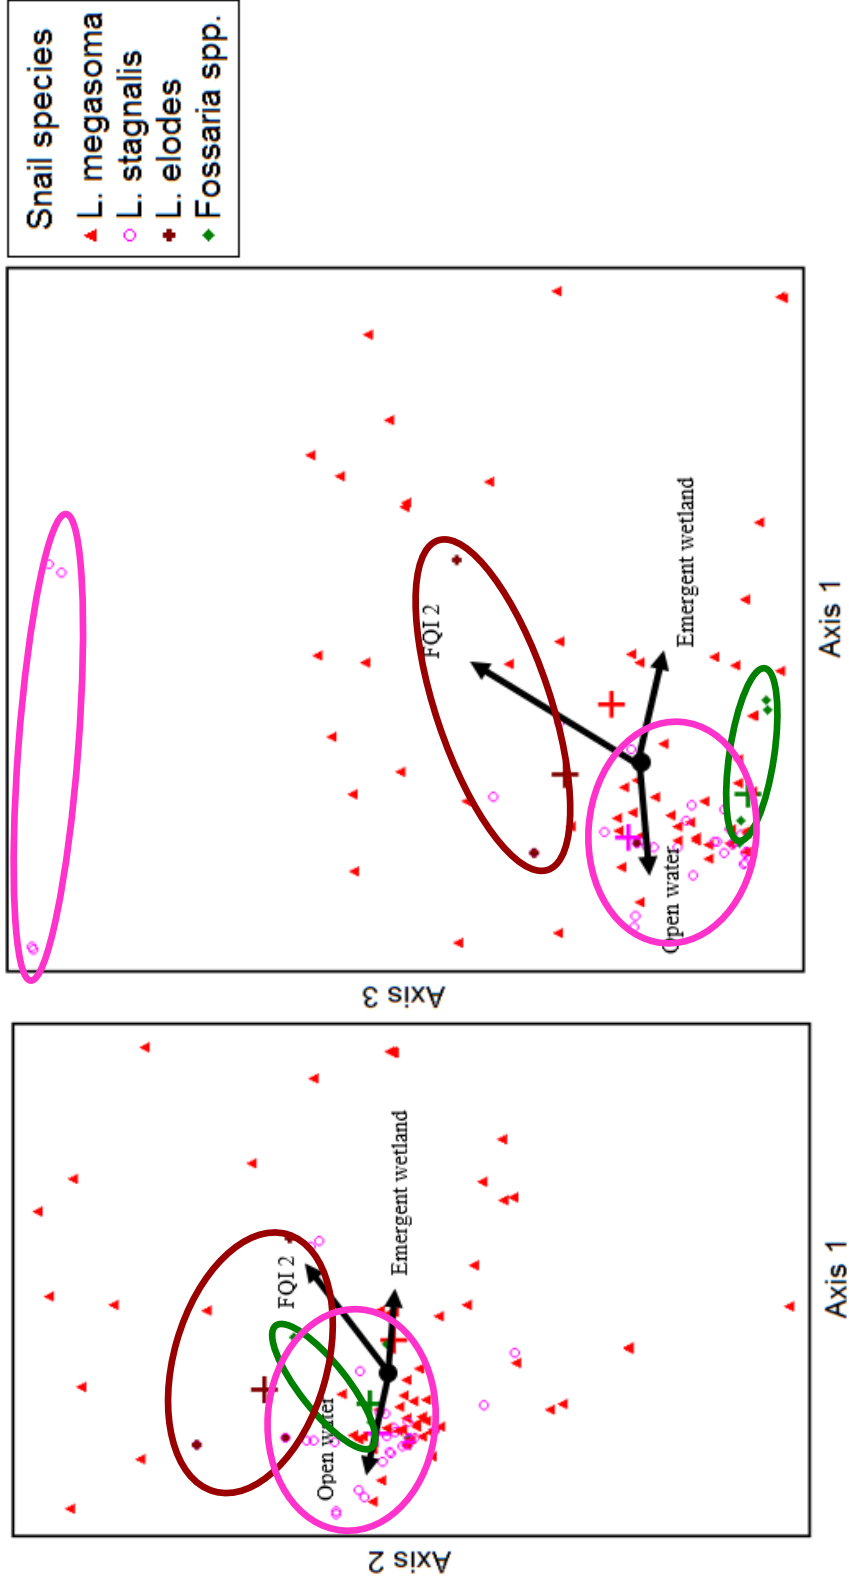 Snail species
L. megasoma
L. stagnalis
L. elodes
Fossaria spp.
FQI 2
Emergent wetland
Open water
Axis 2
Axis 1
FQI 2
Emergent wetland
Open water
Axis 3
Axis 1